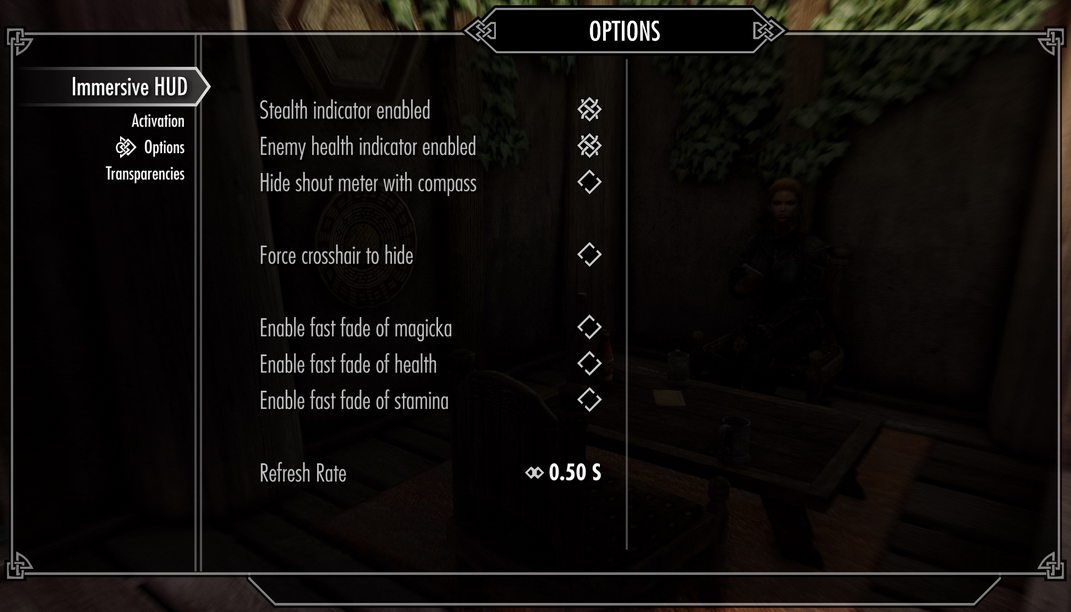 OPTIONS
Immersive HUD
Activation
Options
Transparencies
Stealth indicator enabled
Enemy health indicator enabled
Hide shout meter with compass
Force crosshair to hide
Enable fast fade of magicka
Enable fast fade of health
Enable fast fade of stamina
Refresh Rate 0.50 S